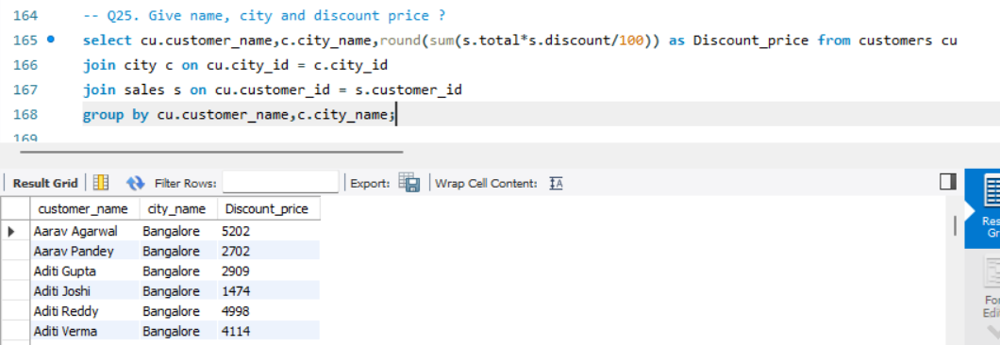 164 -- Q25. Give name, city and discount price ?
165 select cu.customer_name,c.city_name,round(sum(s.total*s.discount/100)) as Discount_price from customers cu
166 join city c on cu.city_id = c.city_id
167 join sales s on cu.customer_id = s.customer_id
168 group by cu.customer_name,c.city_name;
169
Result Grid Filter Rows: Export: Wrap Cell Content: IA
customer_name city_name Discount_price
Aarav Agarwal Bangalore 5202
Aarav Pandey Bangalore 2702
Aditi Gupta Bangalore 2909
Aditi Joshi Bangalore 1474
Aditi Reddy Bangalore 4998
Aditi Verma Bangalore 4114